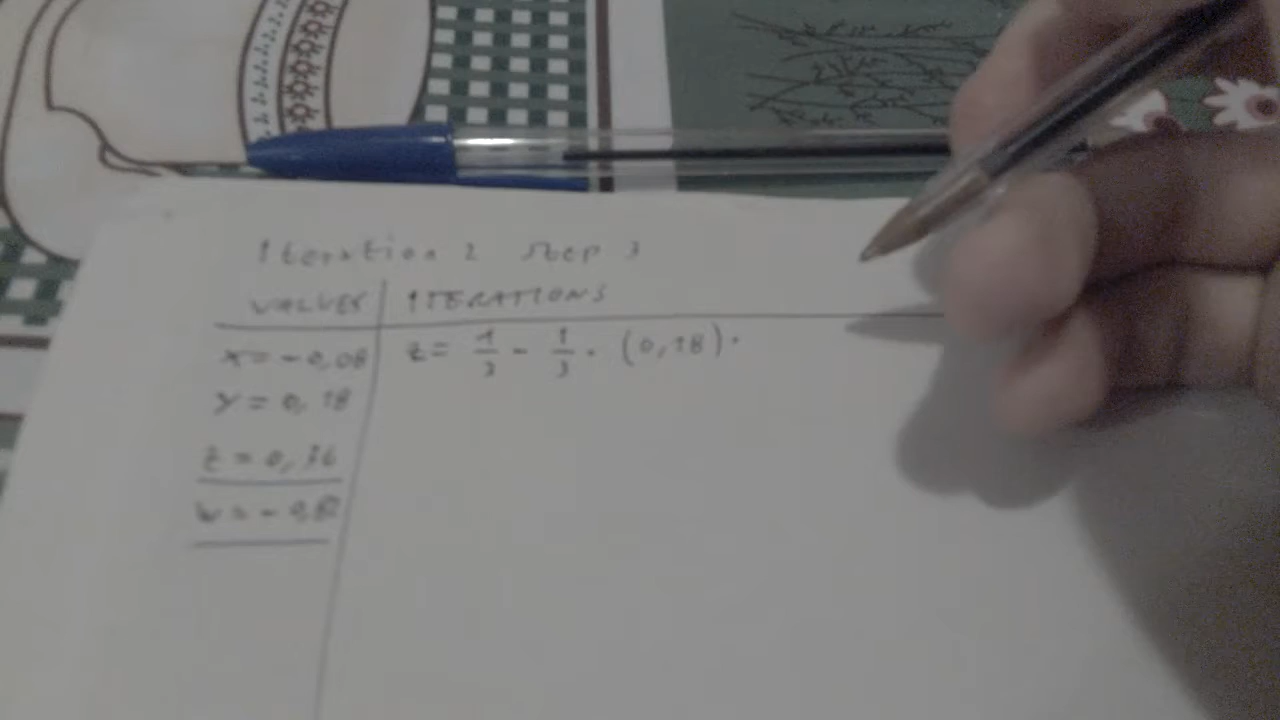 Iteration 2 Step 3
VALUES ITERATIONS
x = -0,08 z = 1/3 - 1/3 · (0,18) ·
y = 0,18
z = 0,36
w = -0,82